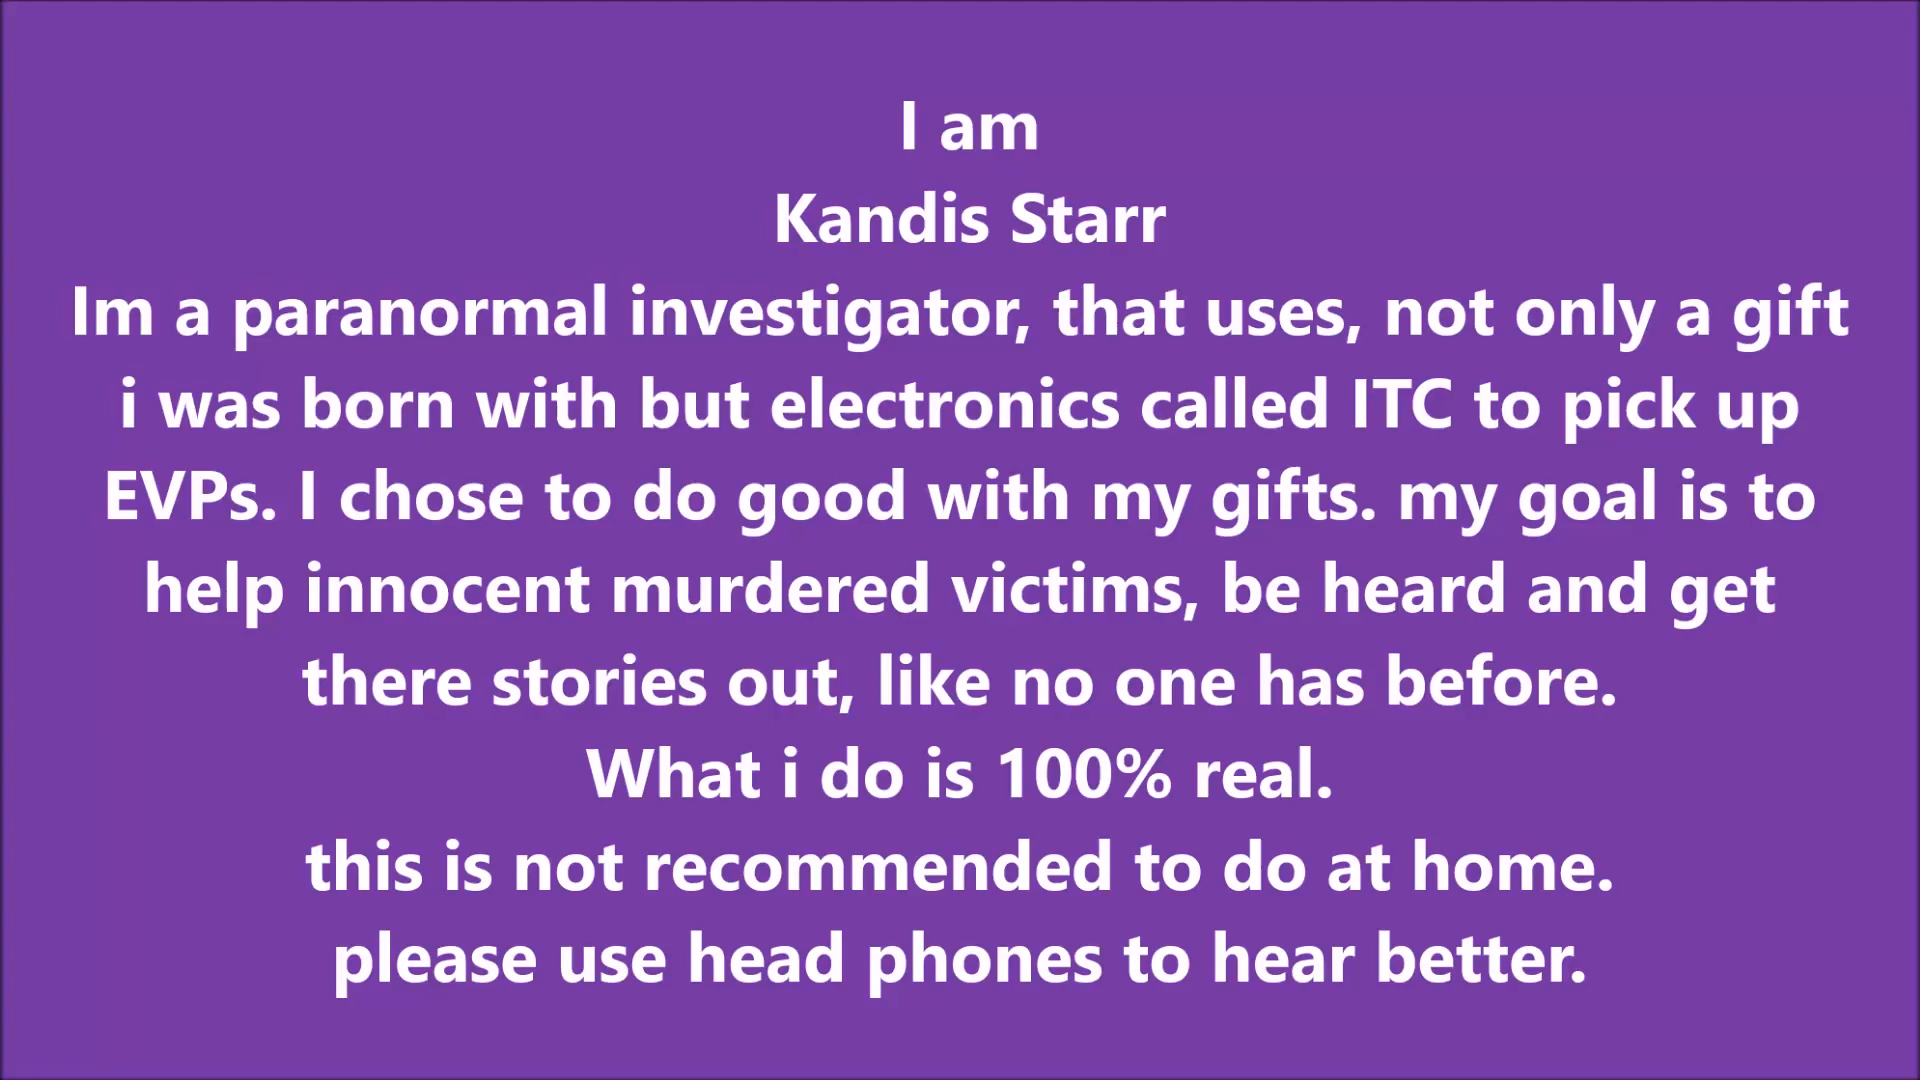 I am
Kandis Starr
Im a paranormal investigator, that uses, not only a gift
i was born with but electronics called ITC to pick up
EVPs. I chose to do good with my gifts. my goal is to
help innocent murdered victims, be heard and get
there stories out, like no one has before.
What i do is 100% real.
this is not recommended to do at home.
please use head phones to hear better.